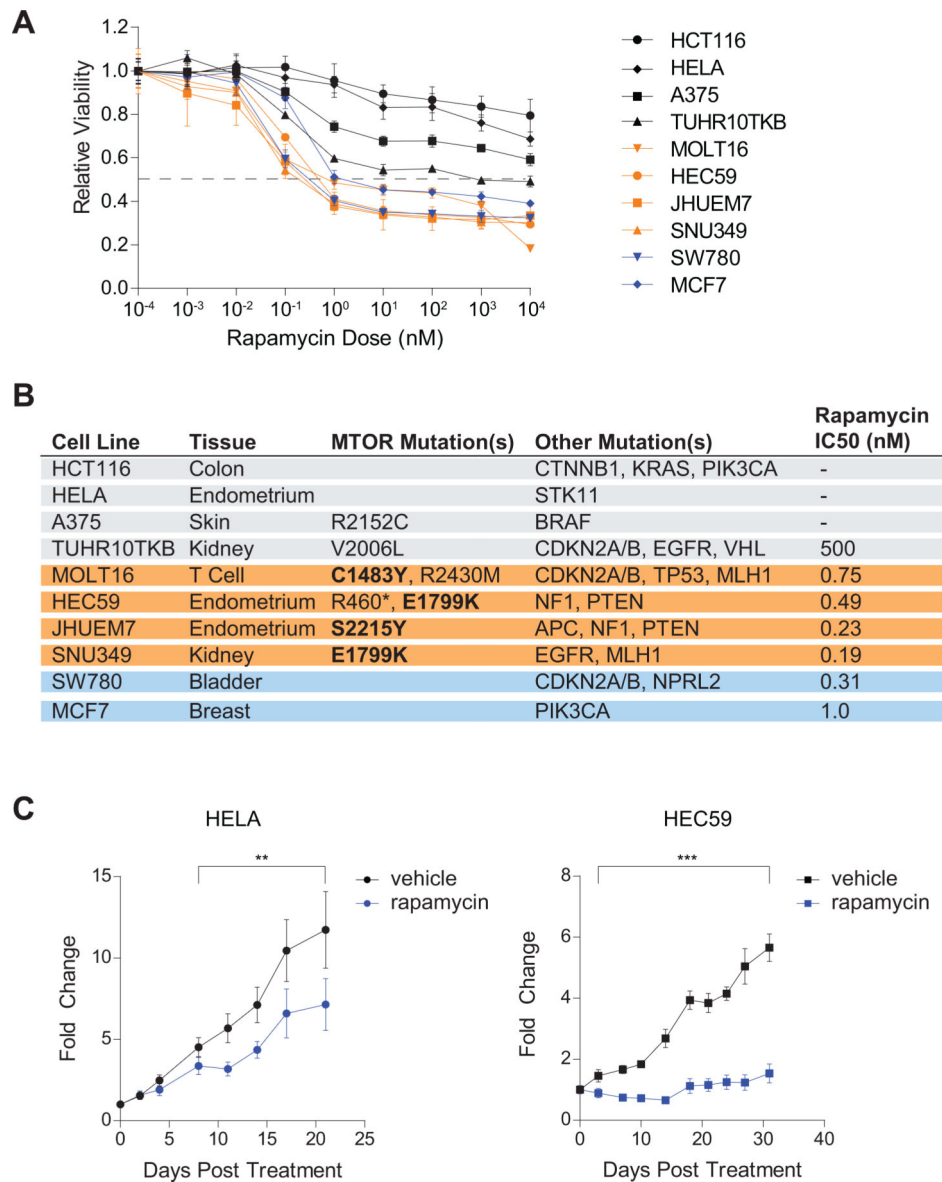 A
Relative Viability
1.2
1.0
0.8
0.6
0.4
0.2
0.0
10⁻⁴ 10⁻³ 10⁻² 10⁻¹ 10⁰ 10¹ 10² 10³ 10⁴
Rapamycin Dose (nM)
HCT116
HELA
A375
TUHR10TKB
MOLT16
HEC59
JHUEM7
SNU349
SW780
MCF7
B
Cell Line Tissue MTOR Mutation(s) Other Mutation(s) Rapamycin IC50 (nM)
HCT116 Colon CTNNB1, KRAS, PIK3CA -
HELA Endometrium STK11 -
A375 Skin R2152C BRAF -
TUHR10TKB Kidney V2006L CDKN2A/B, EGFR, VHL 500
MOLT16 T Cell C1483Y, R2430M CDKN2A/B, TP53, MLH1 0.75
HEC59 Endometrium R460*, E1799K NF1, PTEN 0.49
JHUEM7 Endometrium S2215Y APC, NF1, PTEN 0.23
SNU349 Kidney E1799K EGFR, MLH1 0.19
SW780 Bladder CDKN2A/B, NPRL2 0.31
MCF7 Breast PIK3CA 1.0
C
HELA
**
Fold Change
15
10
5
0
0 5 10 15 20 25
Days Post Treatment
vehicle
rapamycin
HEC59
***
Fold Change
8
6
4
2
0
0 10 20 30 40
Days Post Treatment
vehicle
rapamycin